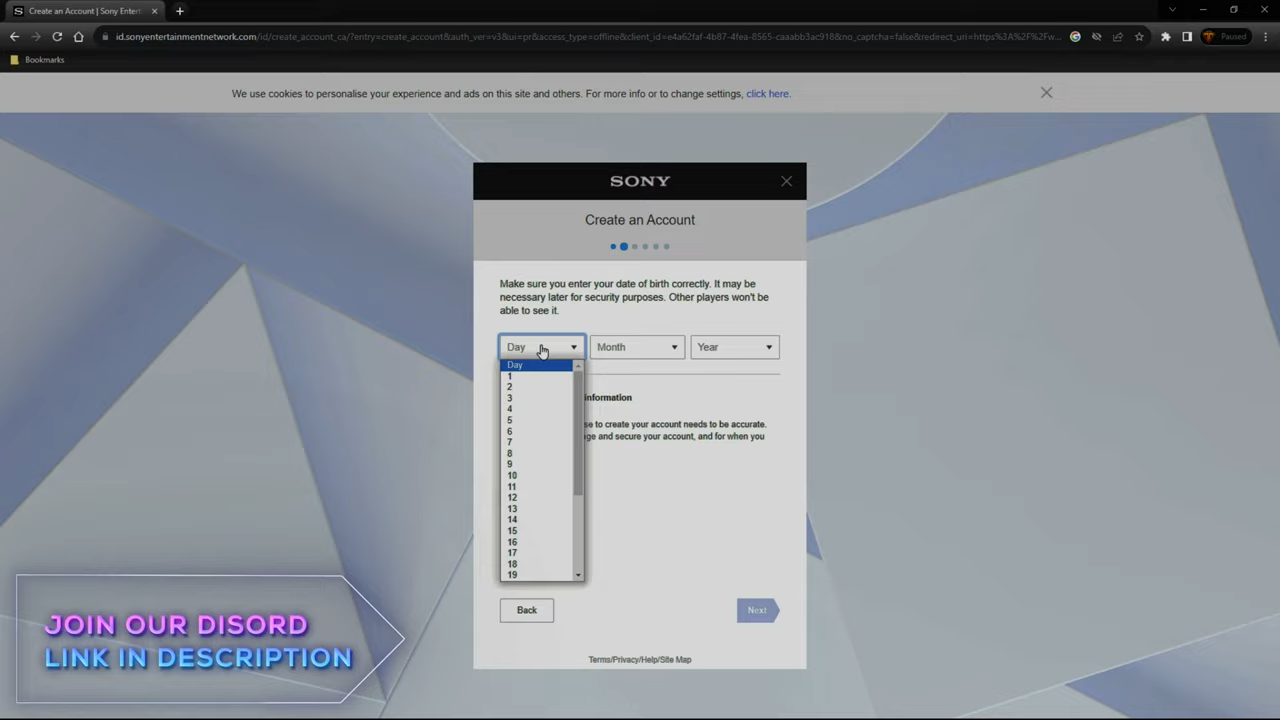 Create an Account | Sony Enter
id.sonyentertainmentnetwork.com/id/create_account_ca/?entry=create_account&auth_ver=v3&ui=pr&access_type=offline&client_id=e4a62faf-4b87-4fea-8565-caaabb3ac918&no_captcha=false&redirect_uri=https%3A%2F%2Fw...
Paused
Bookmarks
We use cookies to personalise your experience and ads on this site and others. For more info or to change settings, click here.
SONY
Create an Account
Make sure you enter your date of birth correctly. It may be
necessary later for security purposes. Other players won't be
able to see it.
Day Month Year
Day
1
2
3
information
4
5
se to create your account needs to be accurate.
6
ge and secure your account, and for when you
7
8
9
10
11
12
13
14
15
16
17
18
19
Back Next
JOIN OUR DISORD
LINK IN DESCRIPTION
Terms/Privacy/Help/Site Map